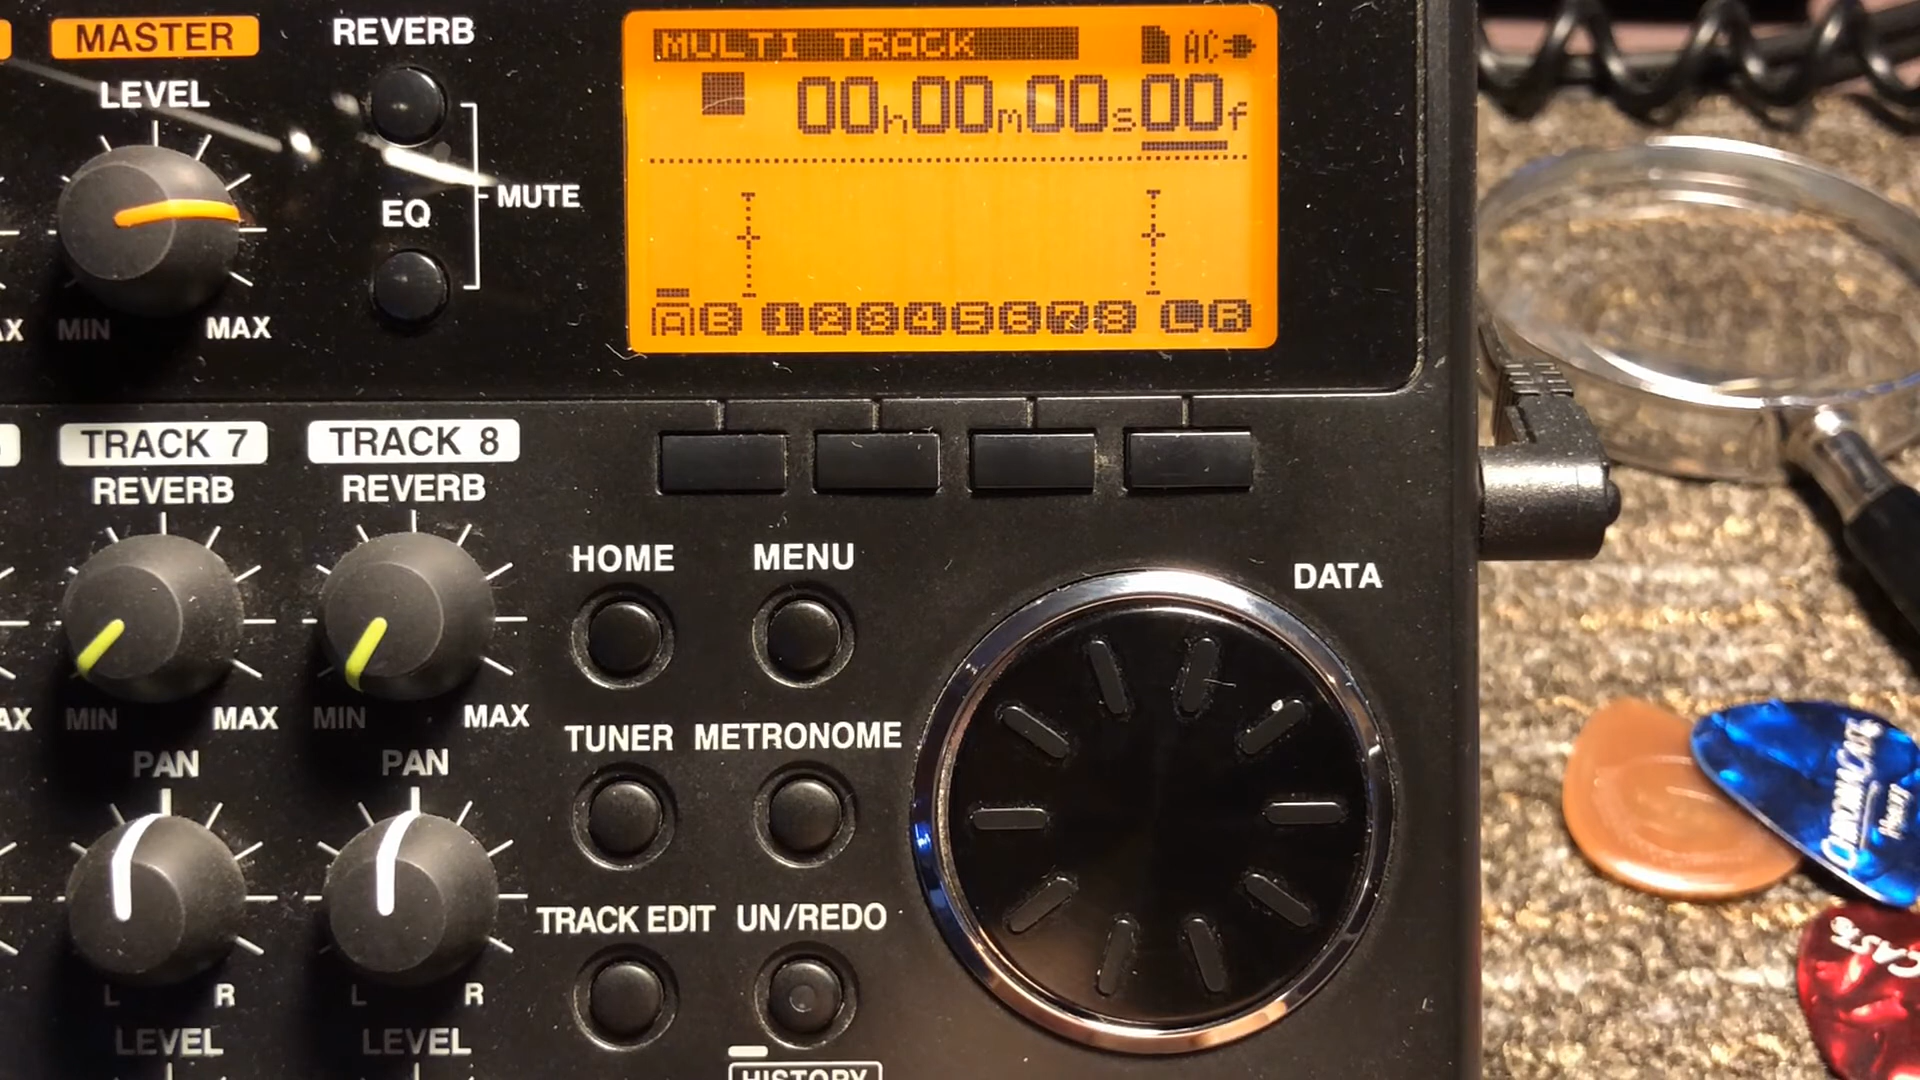 MASTER
LEVEL
MIN
MAX
REVERB
EQ
MUTE
MULTI TRACK
AC
00h00m00s00f
A B 1 2 3 4 5 6 7 8 L R
TRACK 7
REVERB
MIN
MAX
PAN
L
R
LEVEL
TRACK 8
REVERB
MIN
MAX
PAN
L
R
LEVEL
HOME
MENU
TUNER
METRONOME
TRACK EDIT
UN/REDO
HISTORY
DATA
CHROMACAST
Heavy